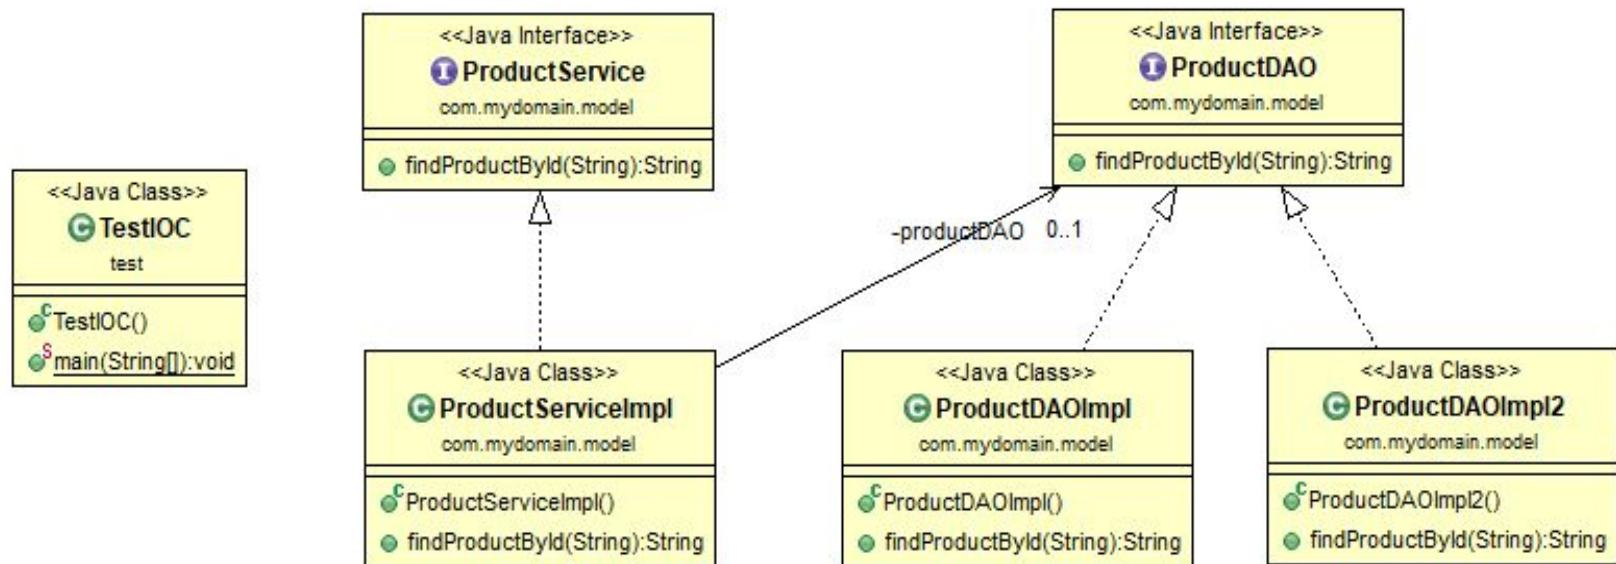 <<Java Interface>>
ProductService
com.mydomain.model
findProductById(String):String
<<Java Interface>>
ProductDAO
com.mydomain.model
findProductById(String):String
<<Java Class>>
TestIOC
test
TestIOC()
main(String[]):void
-productDAO 0..1
<<Java Class>>
ProductServiceImpl
com.mydomain.model
ProductServiceImpl()
findProductById(String):String
<<Java Class>>
ProductDAOImpl
com.mydomain.model
ProductDAOImpl()
findProductById(String):String
<<Java Class>>
ProductDAOImpl2
com.mydomain.model
ProductDAOImpl2()
findProductById(String):String